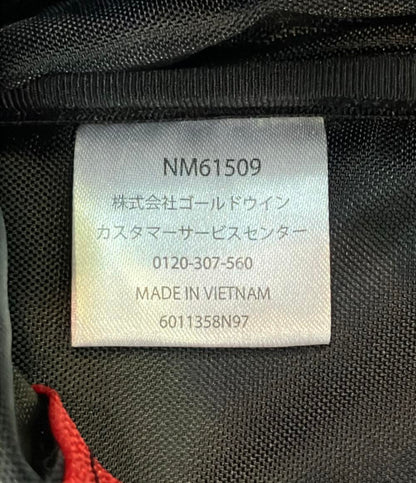 NM61509
株式会社ゴールドウイン
カスタマーサービスセンター
0120-307-560
MADE IN VIETNAM
6011358N97